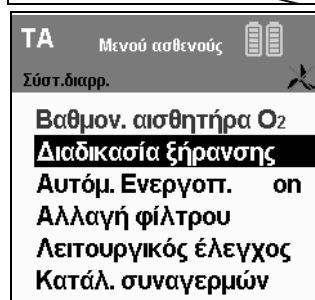 TA Μενού ασθενούς
Σύστ.διαρρ.
Βαθμον. αισθητήρα O₂
Διαδικασία ξήρανσης
Αυτόμ. Ενεργοπ. on
Αλλαγή φίλτρου
Λειτουργικός έλεγχος
Κατάλ. συναγερμών